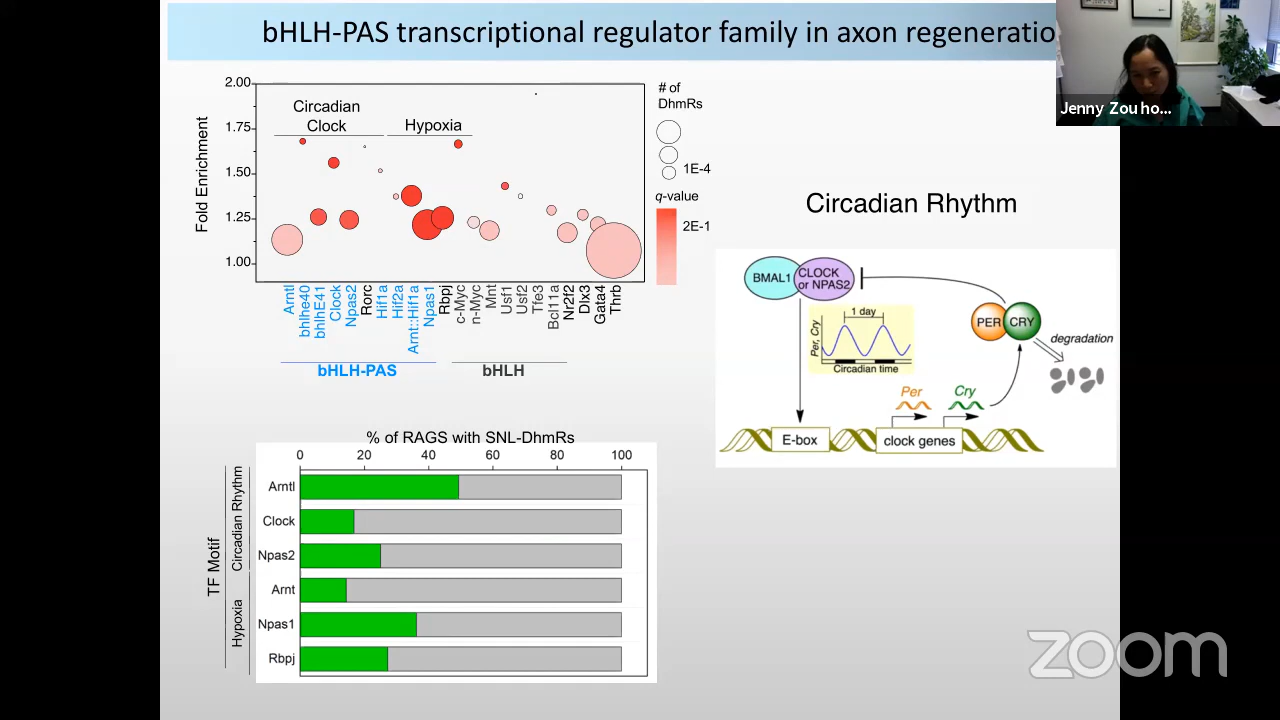 bHLH-PAS transcriptional regulator family in axon regeneratio
Jenny Zou ho...
2.00
1.75
1.50
1.25
1.00
Fold Enrichment
Circadian
Clock
Hypoxia
# of
DhmRs
1E-4
q-value
2E-1
Arntl
bhlhe40
bhlhE41
Clock
Npas2
Rorc
Hif1a
Hif2a
Arnt::Hif1a
Npas1
Rbpj
c-Myc
n-Myc
Mnt
Usf1
Usf2
Tfe3
Bcl11a
Nr2f2
Dlx3
Gata4
Thrb
bHLH-PAS
bHLH
Circadian Rhythm
BMAL1
CLOCK
or NPAS2
1 day
Per, Cry
Circadian time
PER
CRY
degradation
Per
Cry
E-box
clock genes
% of RAGS with SNL-DhmRs
0 20 40 60 80 100
TF Motif
Circadian Rhythm
Hypoxia
Arntl
Clock
Npas2
Arnt
Npas1
Rbpj
zoom